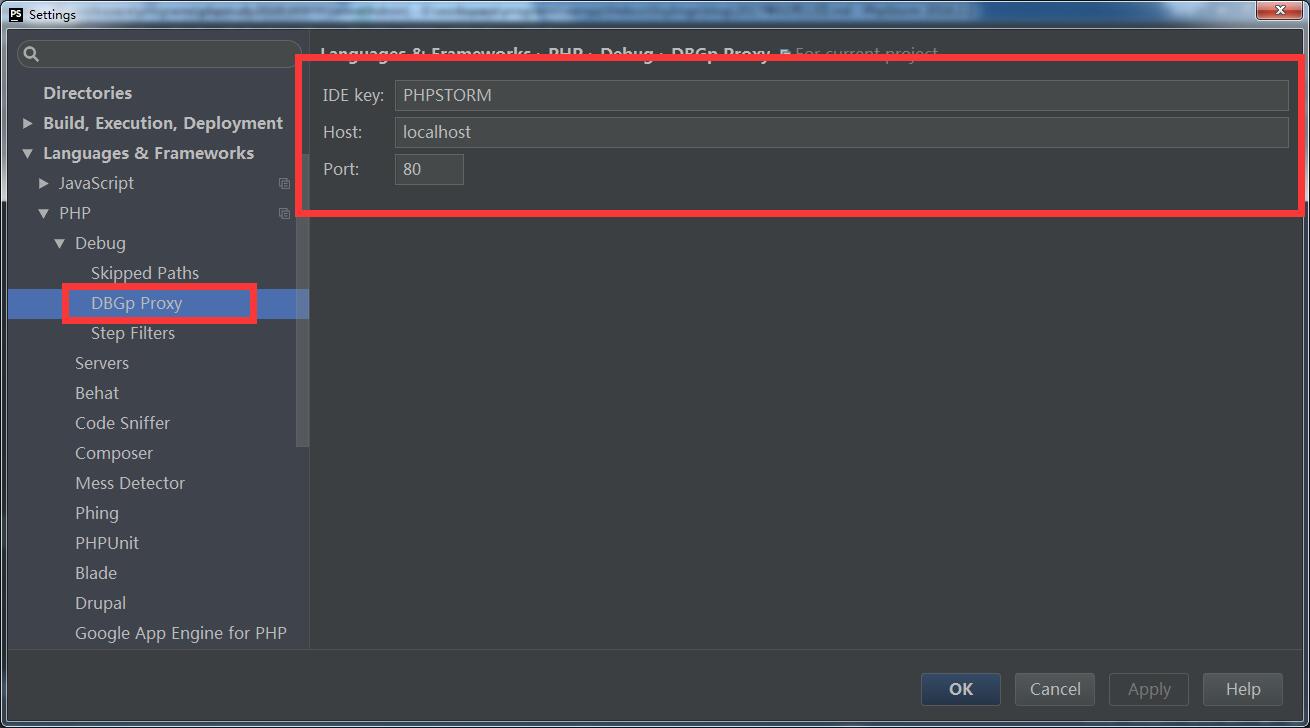 PS Settings
Languages & Frameworks › PHP › Debug › DBGp Proxy For current project
Directories
Build, Execution, Deployment
Languages & Frameworks
JavaScript
PHP
Debug
Skipped Paths
DBGp Proxy
Step Filters
Servers
Behat
Code Sniffer
Composer
Mess Detector
Phing
PHPUnit
Blade
Drupal
Google App Engine for PHP
IDE key: PHPSTORM
Host: localhost
Port: 80
OK Cancel Apply Help